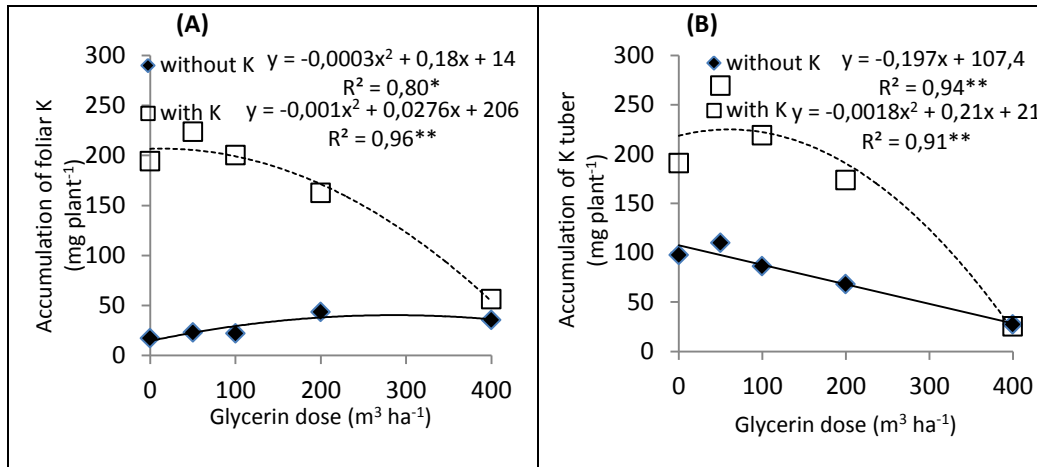 (A)
Accumulation of foliar K
(mg plant⁻¹)
300
250
200
150
100
50
0
without K y = -0,0003x² + 0,18x + 14
R² = 0,80*
with K y = -0,001x² + 0,0276x + 206
R² = 0,96**
0 100 200 300 400
Glycerin dose (m³ ha⁻¹)
(B)
Accumulation of K tuber
(mg plant⁻¹)
300
250
200
150
100
50
0
without K y = -0,197x + 107,4
R² = 0,94**
with K y = -0,0018x² + 0,21x + 21
R² = 0,91**
0 100 200 300 400
Glycerin dose (m³ ha⁻¹)